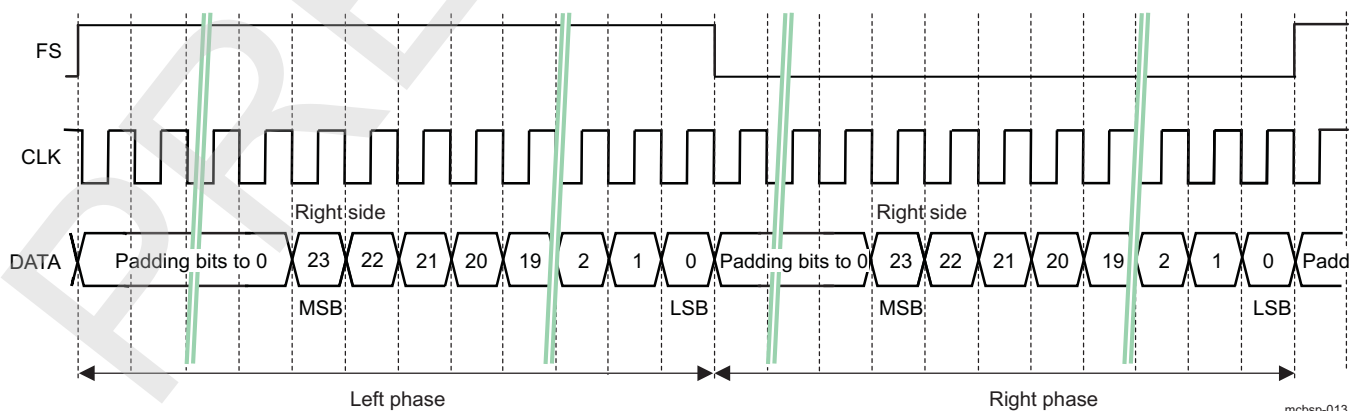 FS
CLK
Right side Right side
DATA Padding bits to 0 23 22 21 20 19 2 1 0 Padding bits to 0 23 22 21 20 19 2 1 0 Padd
MSB LSB MSB LSB
Left phase Right phase
mcbsp-013
PRE